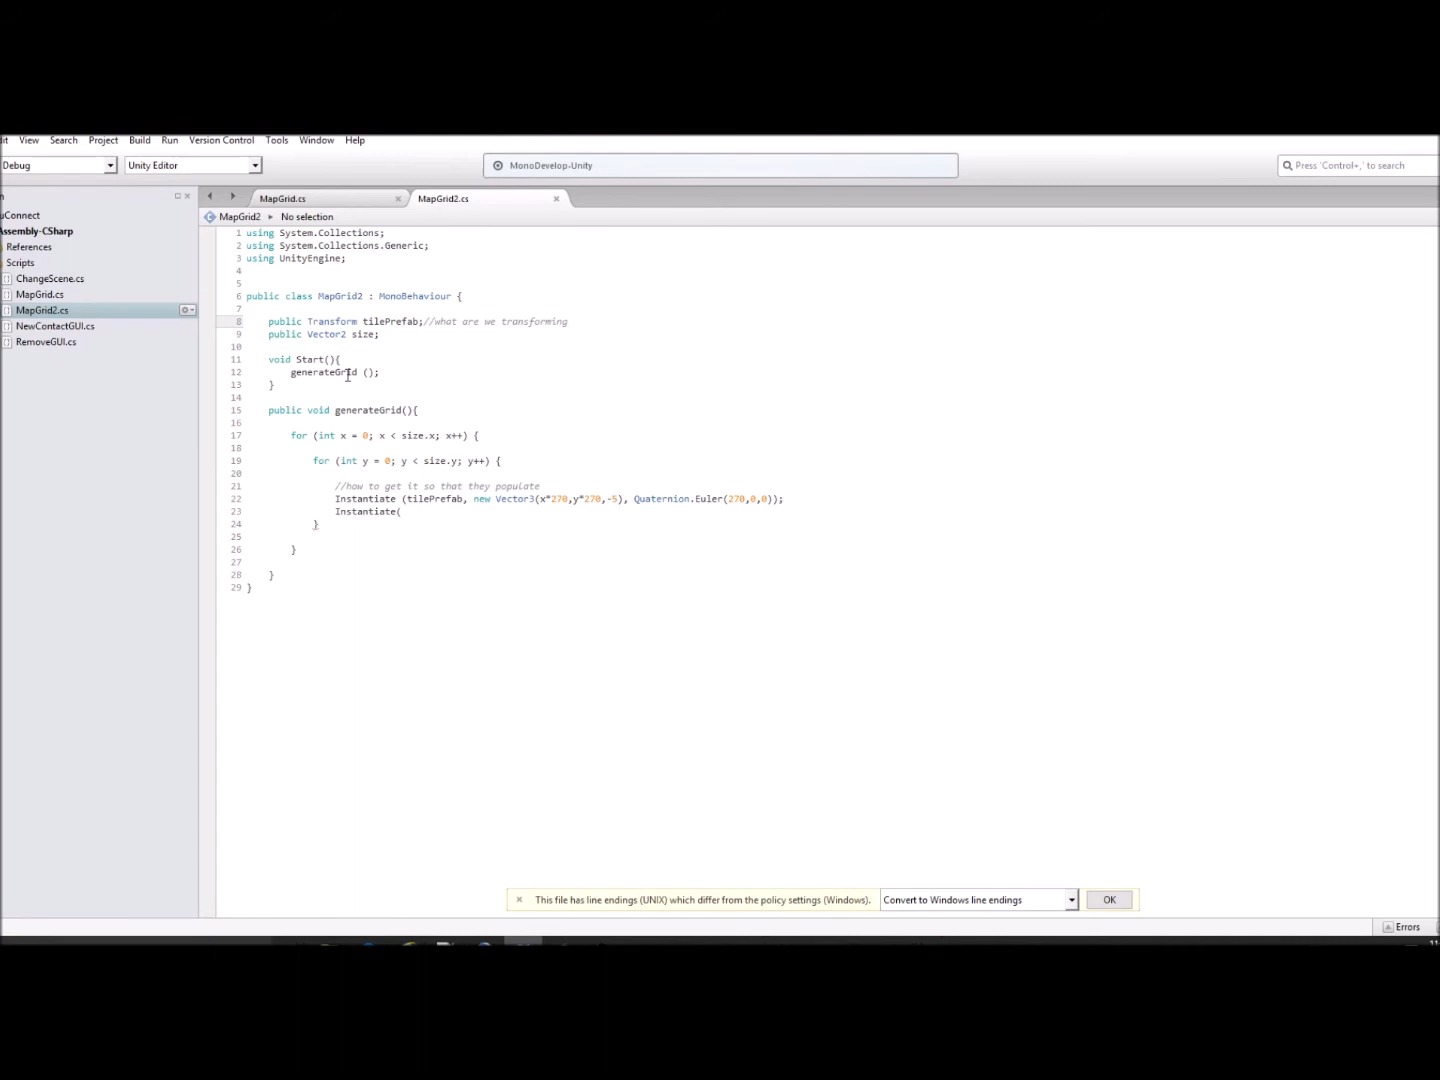 View Search Project Build Run Version Control Tools Window Help
Debug Unity Editor MonoDevelop-Unity Press 'Control+,' to search
MapGrid.cs MapGrid2.cs
MapGrid2 No selection
uConnect
Assembly-CSharp
References
Scripts
ChangeScene.cs
MapGrid.cs
MapGrid2.cs
NewContactGUI.cs
RemoveGUI.cs
1 using System.Collections;
2 using System.Collections.Generic;
3 using UnityEngine;
4
5
6 public class MapGrid2 : MonoBehaviour {
7
8 public Transform tilePrefab;//what are we transforming
9 public Vector2 size;
10
11 void Start(){
12 generateGrid ();
13 }
14
15 public void generateGrid(){
16
17 for (int x = 0; x < size.x; x++) {
18
19 for (int y = 0; y < size.y; y++) {
20
21 //how to get it so that they populate
22 Instantiate (tilePrefab, new Vector3(x*270,y*270,-5), Quaternion.Euler(270,0,0));
23 Instantiate(
24 }
25
26 }
27
28 }
29 }
This file has line endings (UNIX) which differ from the policy settings (Windows). Convert to Windows line endings OK
Errors